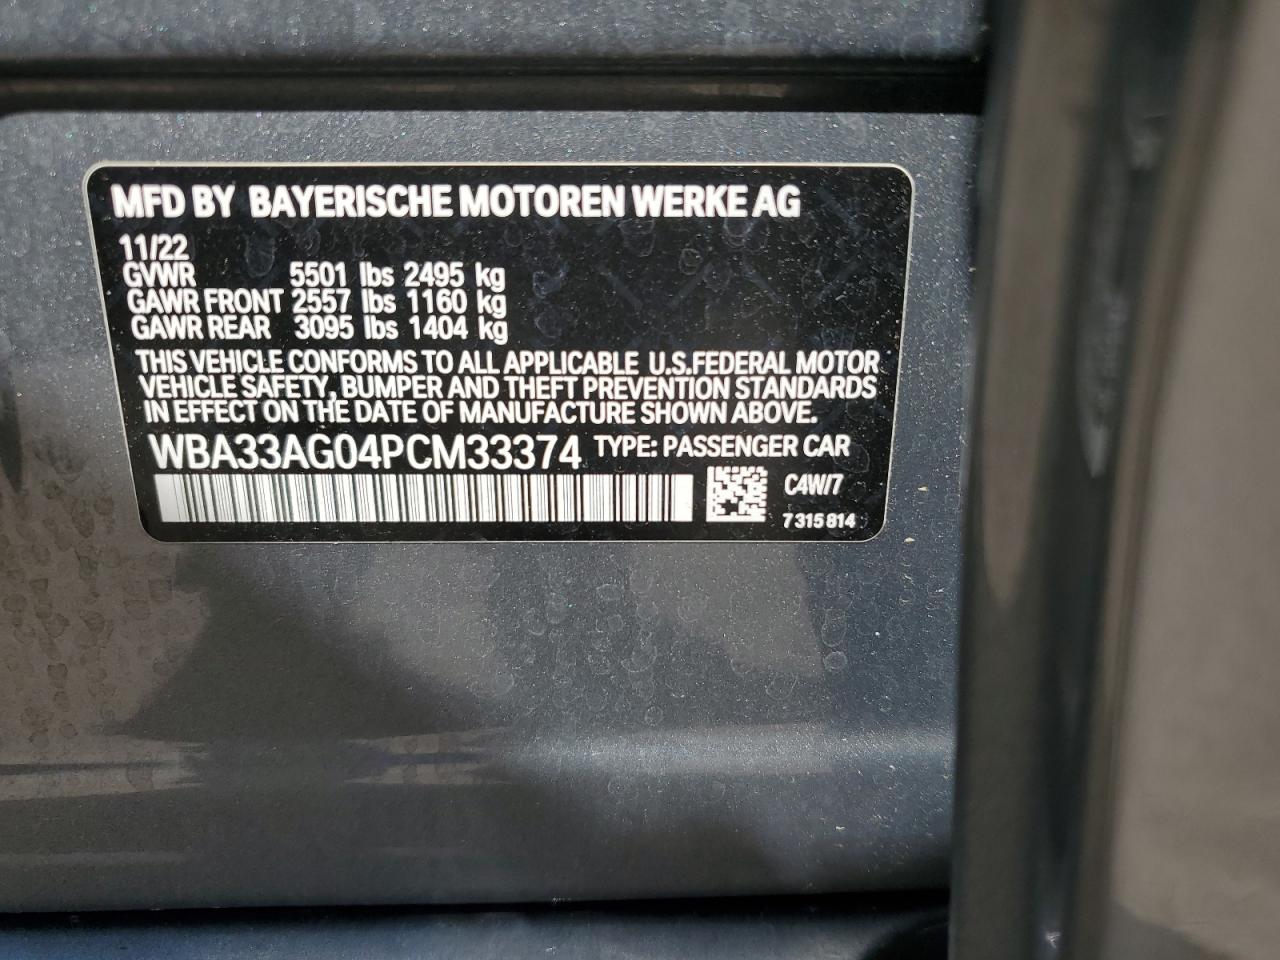 MFD BY BAYERISCHE MOTOREN WERKE AG
11/22
GVWR 5501 lbs 2495 kg
GAWR FRONT 2557 lbs 1160 kg
GAWR REAR 3095 lbs 1404 kg
THIS VEHICLE CONFORMS TO ALL APPLICABLE U.S.FEDERAL MOTOR
VEHICLE SAFETY, BUMPER AND THEFT PREVENTION STANDARDS
IN EFFECT ON THE DATE OF MANUFACTURE SHOWN ABOVE.
WBA33AG04PCM33374 TYPE: PASSENGER CAR
C4W/7
7 315 814